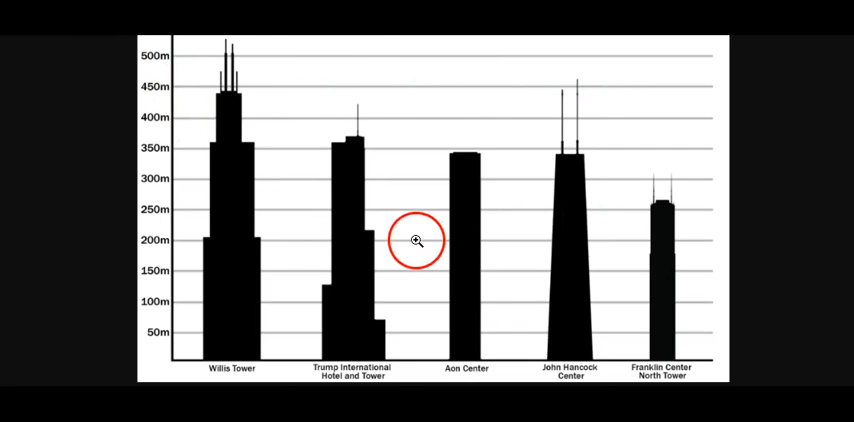 500m
450m
400m
350m
300m
250m
200m
150m
100m
50m
Willis Tower
Trump International
Hotel and Tower
Aon Center
John Hancock
Center
Franklin Center
North Tower